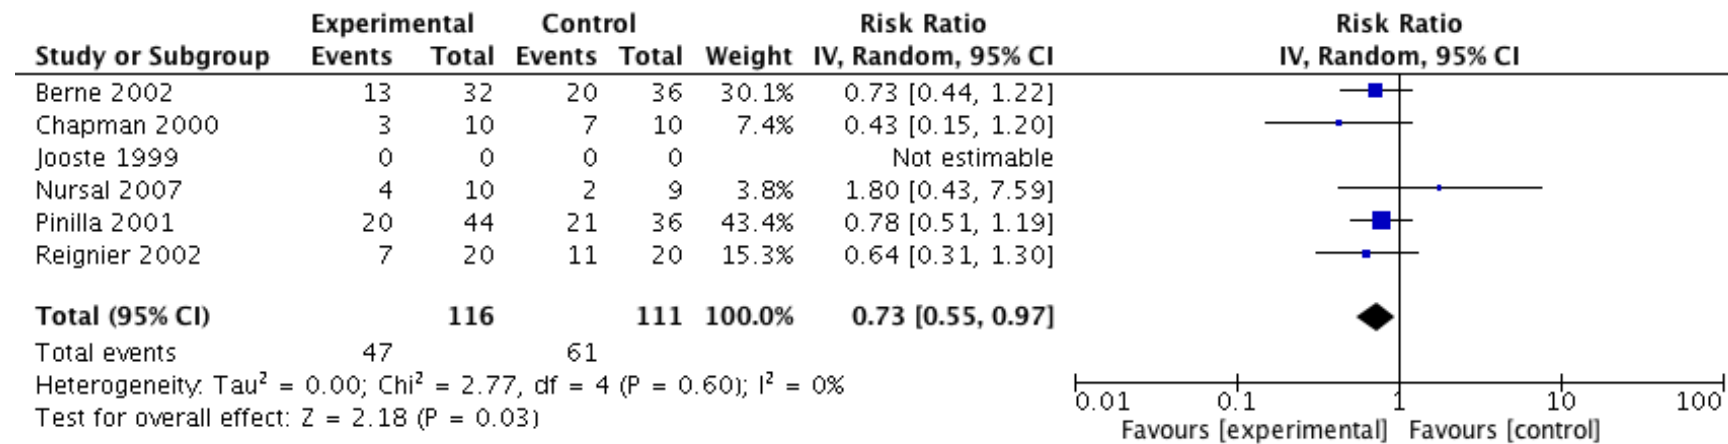 Experimental Control Risk Ratio Risk Ratio
Study or Subgroup Events Total Events Total Weight IV, Random, 95% CI IV, Random, 95% CI
Berne 2002 13 32 20 36 30.1% 0.73 [0.44, 1.22]
Chapman 2000 3 10 7 10 7.4% 0.43 [0.15, 1.20]
Jooste 1999 0 0 0 0 Not estimable
Nursal 2007 4 10 2 9 3.8% 1.80 [0.43, 7.59]
Pinilla 2001 20 44 21 36 43.4% 0.78 [0.51, 1.19]
Reignier 2002 7 20 11 20 15.3% 0.64 [0.31, 1.30]
Total (95% CI) 116 111 100.0% 0.73 [0.55, 0.97]
Total events 47 61
Heterogeneity: Tau² = 0.00; Chi² = 2.77, df = 4 (P = 0.60); I² = 0%
Test for overall effect: Z = 2.18 (P = 0.03)
0.01 0.1 1 10 100
Favours [experimental] Favours [control]